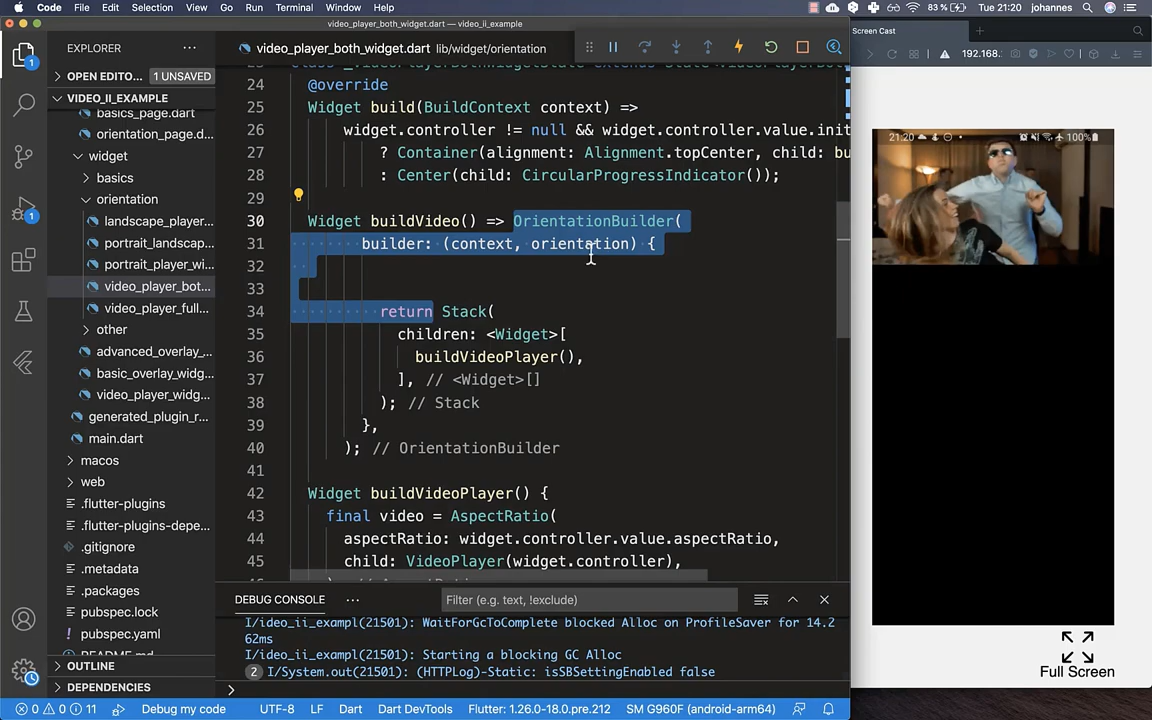 Code File Edit Selection View Go Run Terminal Window Help 83 % Tue 21:20 johannes
video_player_both_widget.dart — video_ii_example
EXPLORER
OPEN EDITO... 1 UNSAVED
VIDEO_II_EXAMPLE
basics_page.dart
orientation_page.d...
widget
basics
orientation
landscape_player...
portrait_landscap...
portrait_player_wi...
video_player_bot...
video_player_full...
other
advanced_overlay_...
basic_overlay_widg...
video_player_widg...
generated_plugin_r...
main.dart
macos
web
.flutter-plugins
.flutter-plugins-depe...
.gitignore
.metadata
.packages
pubspec.lock
pubspec.yaml
README.md
OUTLINE
DEPENDENCIES
1
1
video_player_both_widget.dart lib/widget/orientation
24 @override
25 Widget build(BuildContext context) =>
26 widget.controller != null && widget.controller.value.init
27 ? Container(alignment: Alignment.topCenter, child: bu
28 : Center(child: CircularProgressIndicator());
29
30 Widget buildVideo() => OrientationBuilder(
31 builder: (context, orientation) {
32
33
34 return Stack(
35 children: <Widget>[
36 buildVideoPlayer(),
37 ], // <Widget>[]
38 ); // Stack
39 },
40 ); // OrientationBuilder
41
42 Widget buildVideoPlayer() {
43 final video = AspectRatio(
44 aspectRatio: widget.controller.value.aspectRatio,
45 child: VideoPlayer(widget.controller),
DEBUG CONSOLE ... Filter (e.g. text, !exclude)
I/ideo_ii_exampl(21501): WaitForGcToComplete blocked Alloc on ProfileSaver for 14.2
62ms
I/ideo_ii_exampl(21501): Starting a blocking GC Alloc
2 I/System.out(21501): (HTTPLog)-Static: isSBSettingEnabled false
0 0 11 Debug my code UTF-8 LF Dart Dart DevTools Flutter: 1.26.0-18.0.pre.212 SM G960F (android-arm64)
Screen Cast
192.168.
21:20 100%
Full Screen